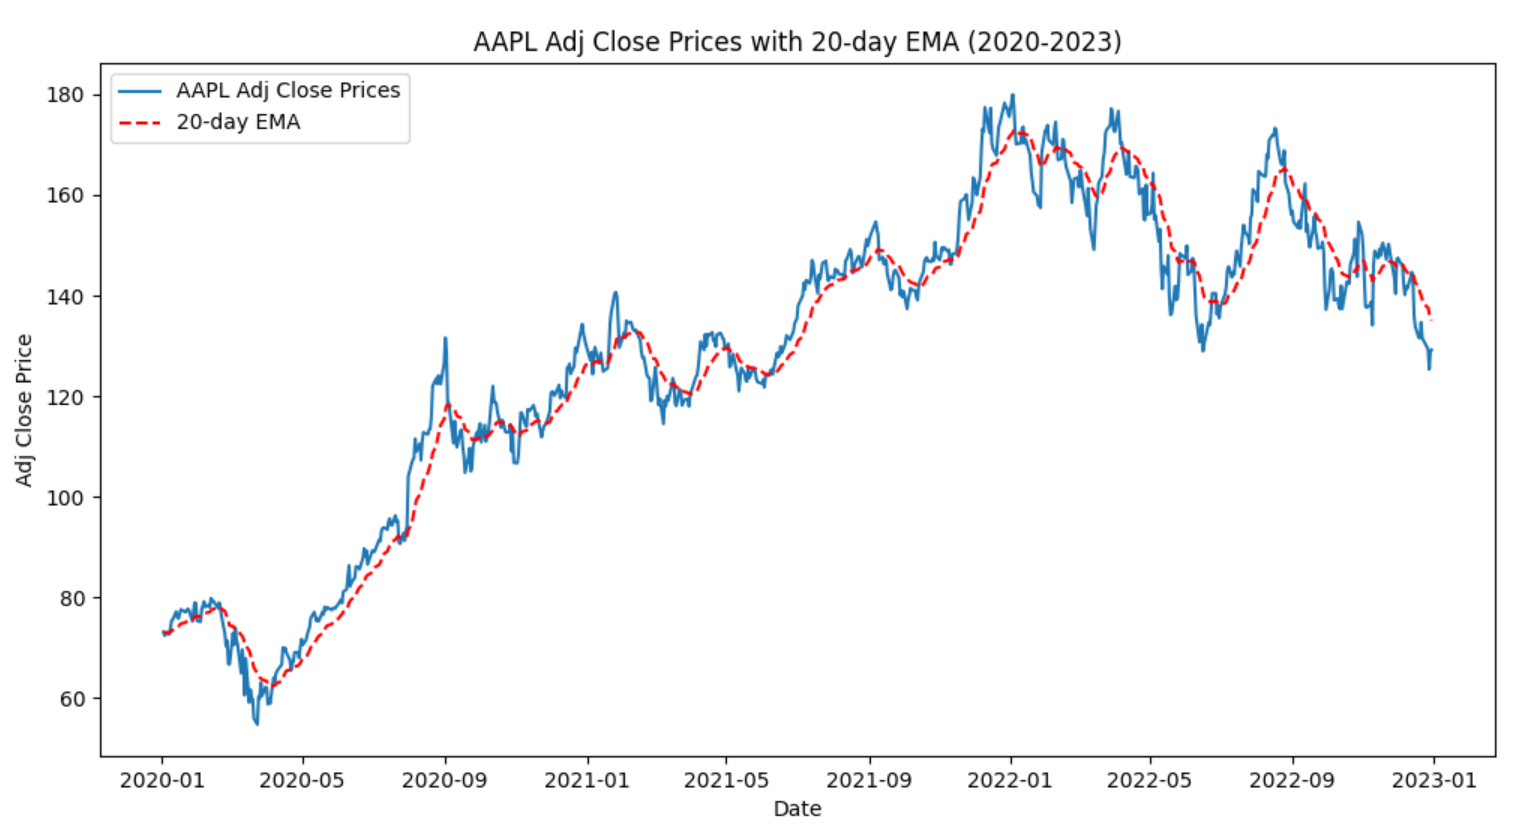 AAPL Adj Close Prices with 20-day EMA (2020-2023)
AAPL Adj Close Prices
20-day EMA
Adj Close Price
180
160
140
120
100
80
60
2020-01 2020-05 2020-09 2021-01 2021-05 2021-09 2022-01 2022-05 2022-09 2023-01
Date